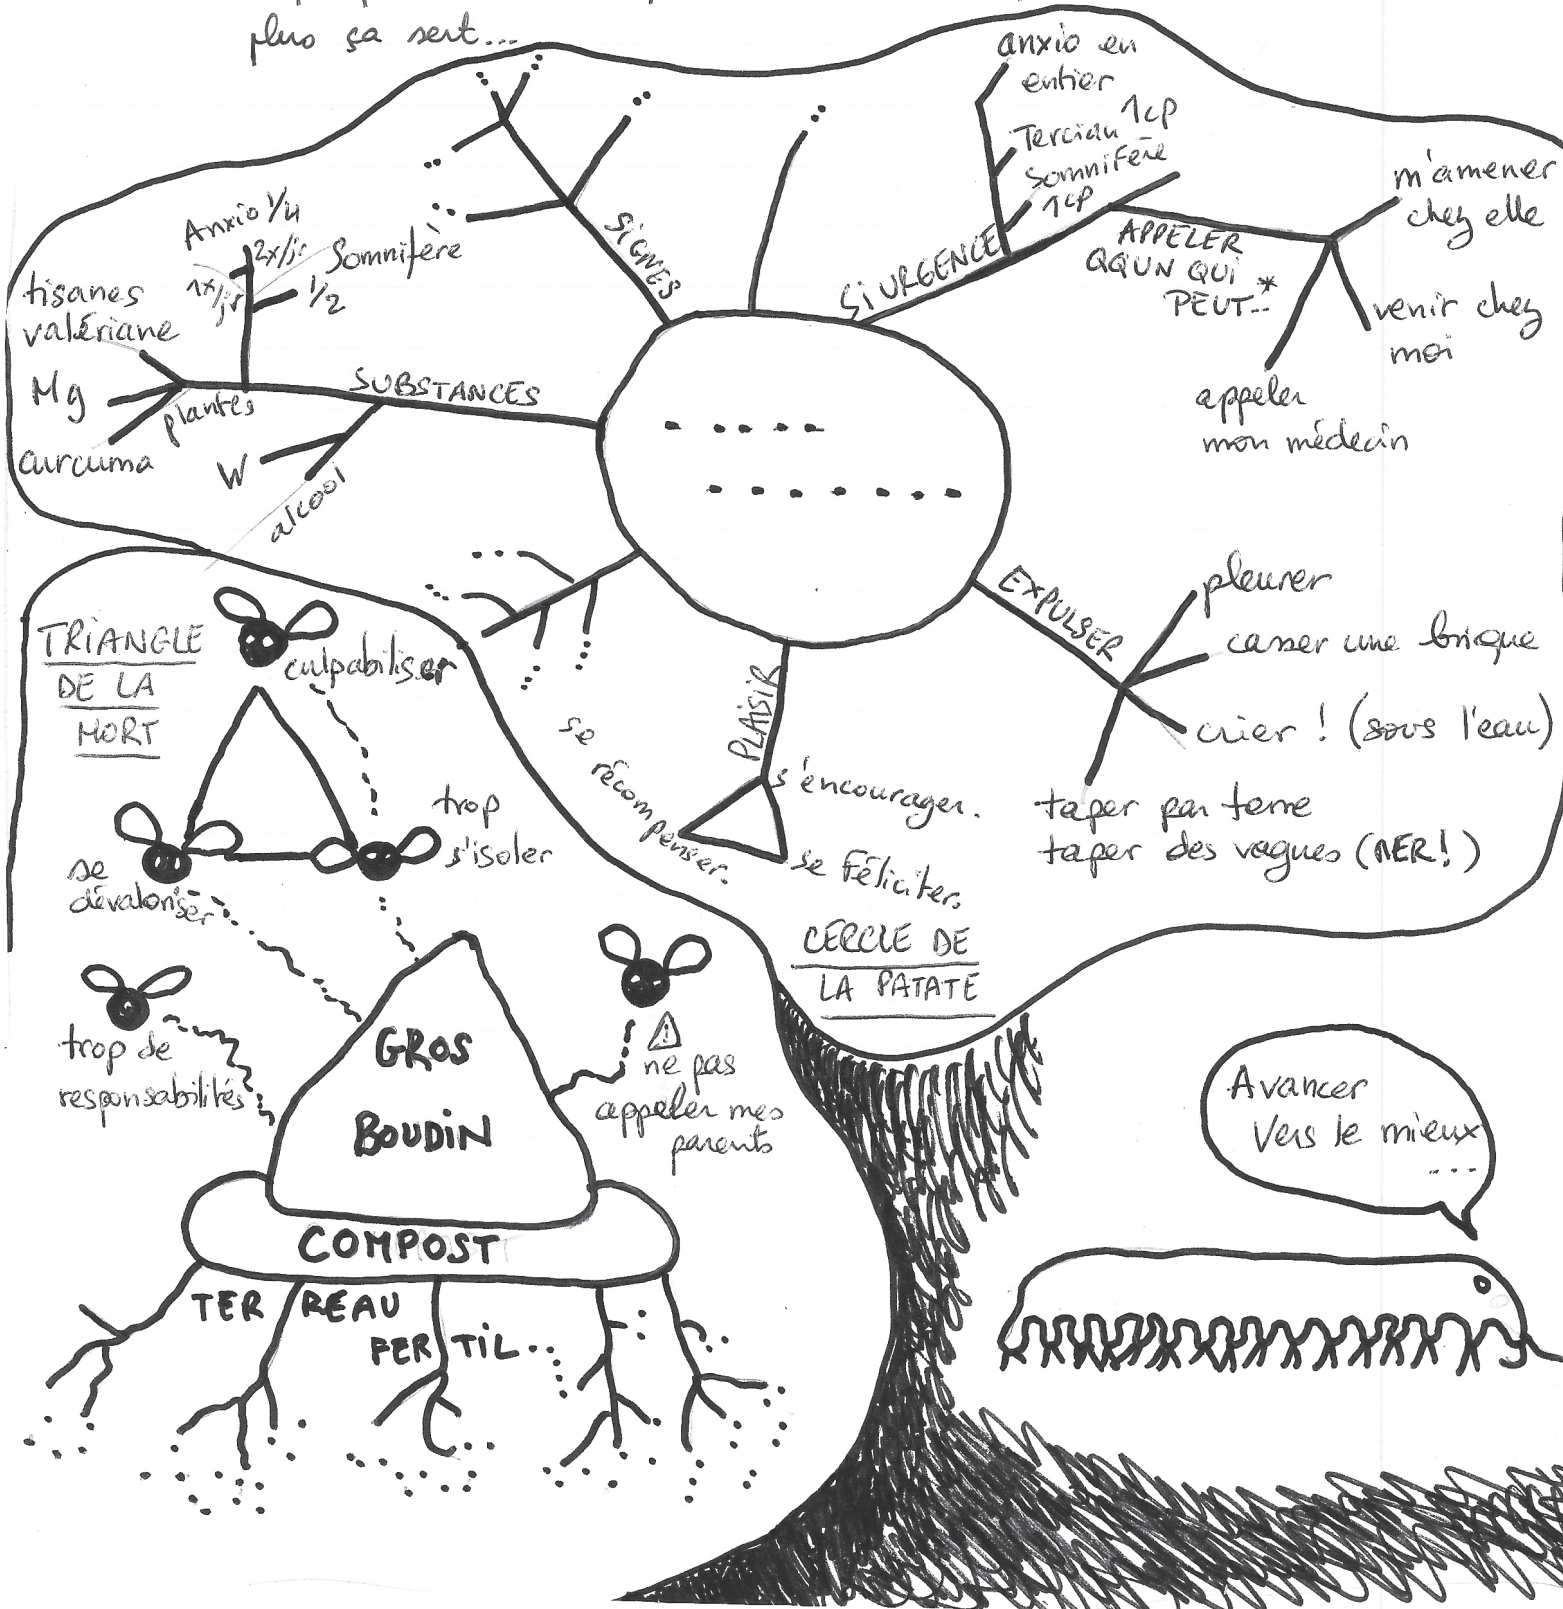 plus ça sert...
anxio en
entier
Tercian 1cp
Somnifère
1cp
m'amener
chez elle
SIGNES
SI URGENCE
APPELER
QQUN QUI
PEUT...*
venir chez
moi
appeler
mon médecin
Anxio 1/4
2x/jr
1x/jr
Somnifère
1/2
tisanes
valériane
Mg
plantes
curcuma
SUBSTANCES
W
alcool
EXPULSER
pleurer
casser une brique
crier ! (sous l'eau)
taper par terre
taper des vagues (MER!)
PLAISIR
s'encourager.
se récompenser.
se féliciter.
CERCLE DE
LA PATATE
TRIANGLE
DE LA
MORT
culpabiliser
trop
s'isoler
se
dévaloriser
trop de
responsabilités
⚠
ne pas
appeler mes
parents
GROS
BOUDIN
COMPOST
TERREAU
FERTIL...
Avancer
Vers le mieux
...